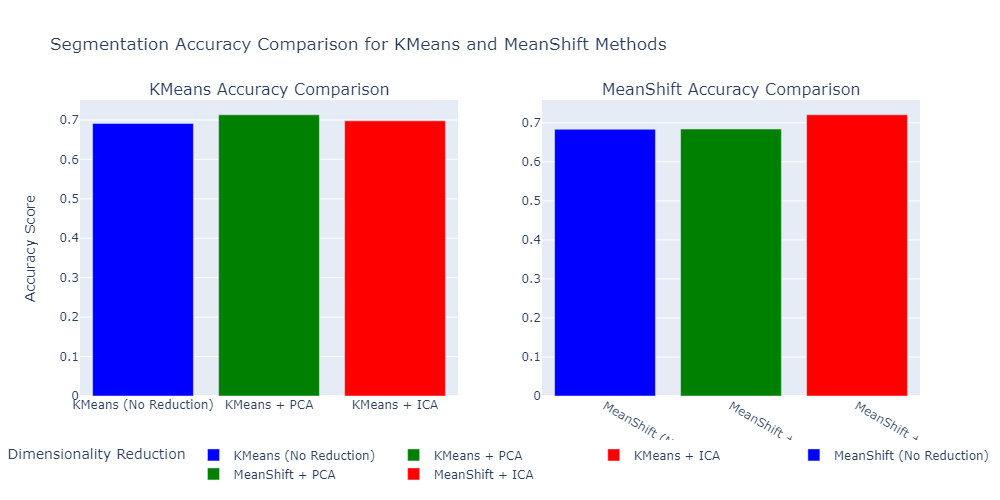 Segmentation Accuracy Comparison for KMeans and MeanShift Methods
KMeans Accuracy Comparison
Accuracy Score
0.7
0.6
0.5
0.4
0.3
0.2
0.1
0
KMeans (No Reduction) KMeans + PCA KMeans + ICA
MeanShift Accuracy Comparison
0.7
0.6
0.5
0.4
0.3
0.2
0.1
0
MeanShift
MeanShift +
MeanShift +
Dimensionality Reduction
KMeans (No Reduction) KMeans + PCA KMeans + ICA MeanShift (No Reduction)
MeanShift + PCA MeanShift + ICA